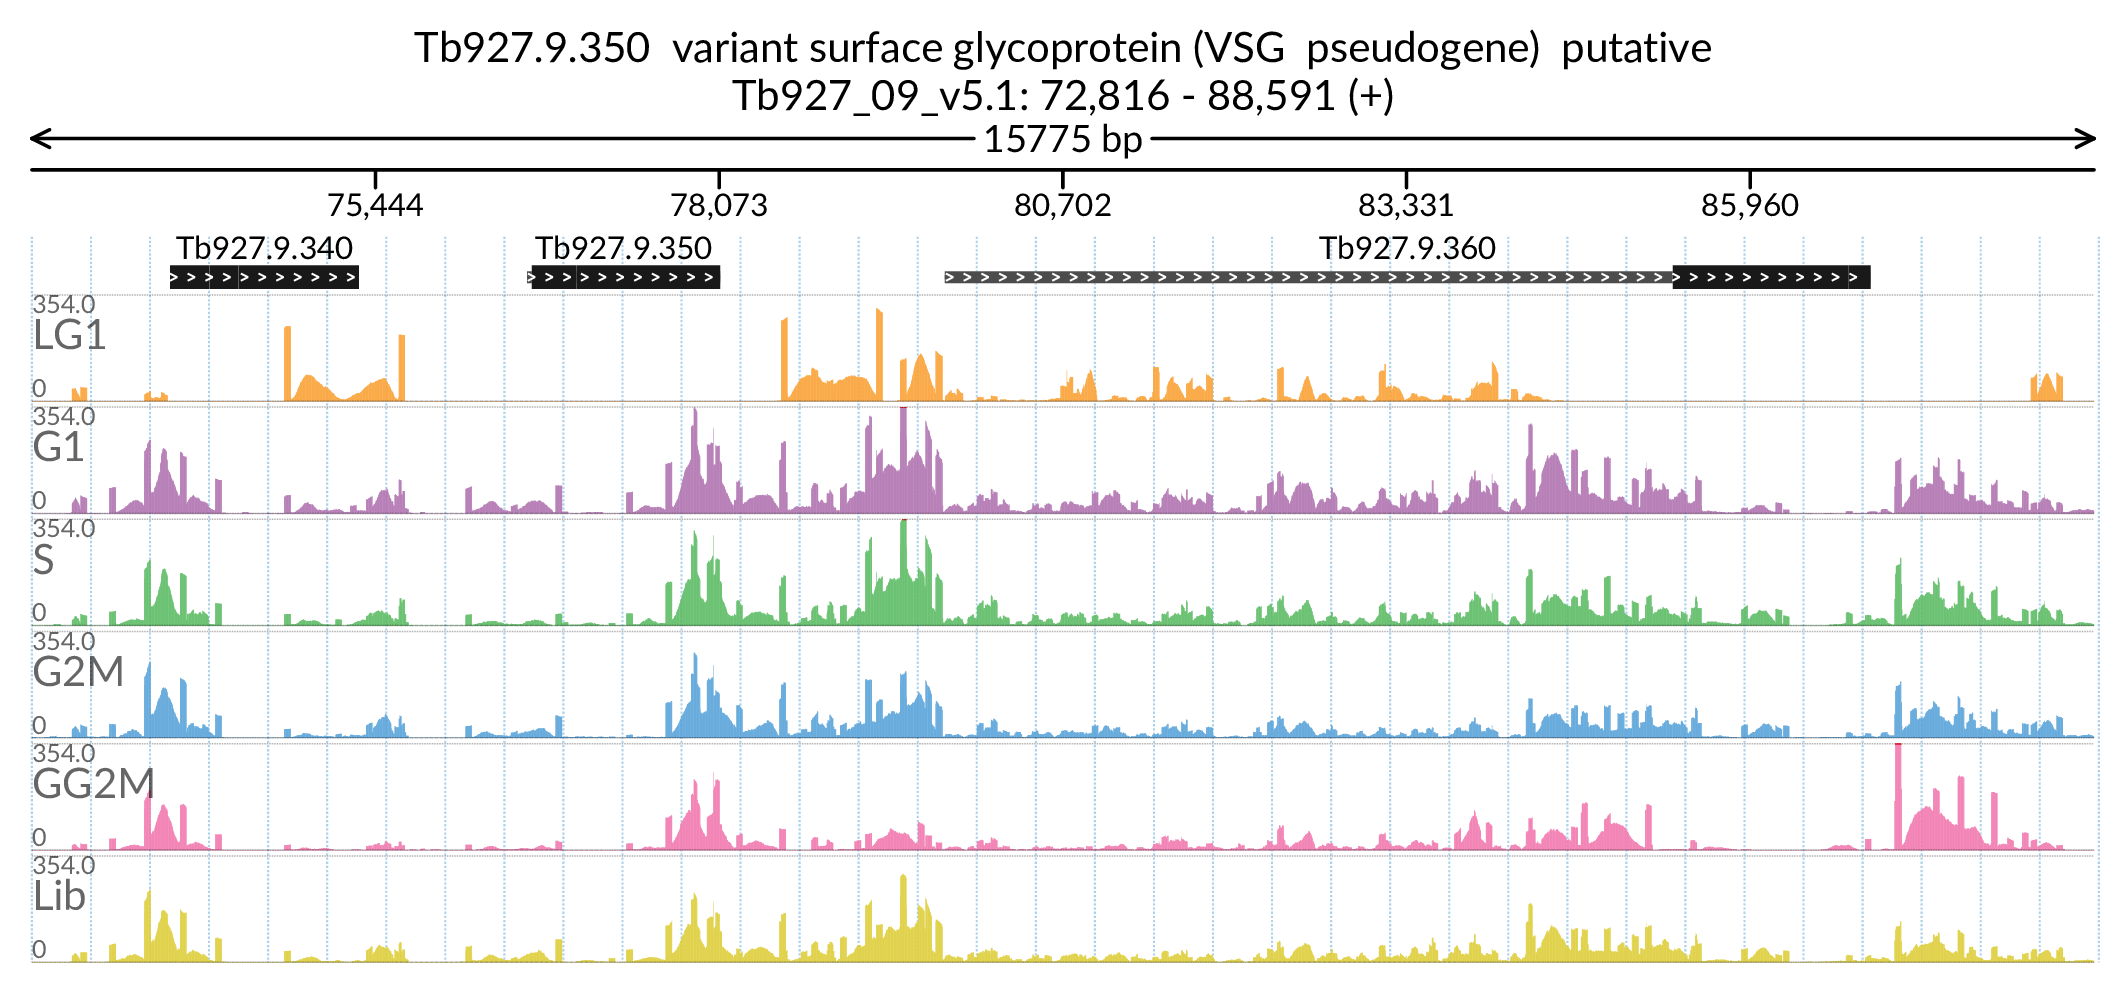 Tb927.9.350 variant surface glycoprotein (VSG pseudogene) putative
Tb927_09_v5.1: 72,816 - 88,591 (+)
15775 bp
75,444 78,073 80,702 83,331 85,960
Tb927.9.340 Tb927.9.350 Tb927.9.360
354.0
LG1
0
354.0
G1
0
354.0
S
0
354.0
G2M
0
354.0
GG2M
0
354.0
Lib
0